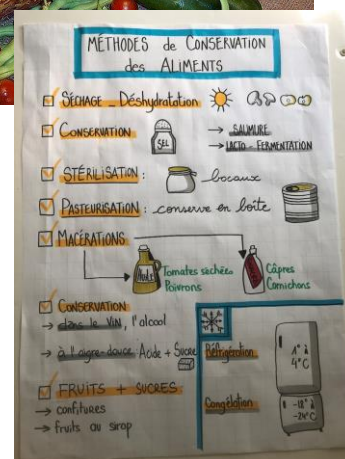 MÉTHODES de CONSERVATION
des ALIMENTS
SÉCHAGE _ Déshydratation
CONSERVATION
SEL
→ SAUMURE
→ LACTO - FERMENTATION
STÉRILISATION : bocaux
PASTEURISATION : conserve en boîte
MACÉRATIONS
Huile
Tomates sechées
Poivrons
Câpres
Cornichons
CONSERVATION
→ dans le VIN, l'alcool
→ à l'aigre-douce Acide + Sucre
FRUITS + SUCRES
→ confitures
→ fruits au sirop
Réfrigération
1° à
4°C
Congélation
-18° à
-24°C